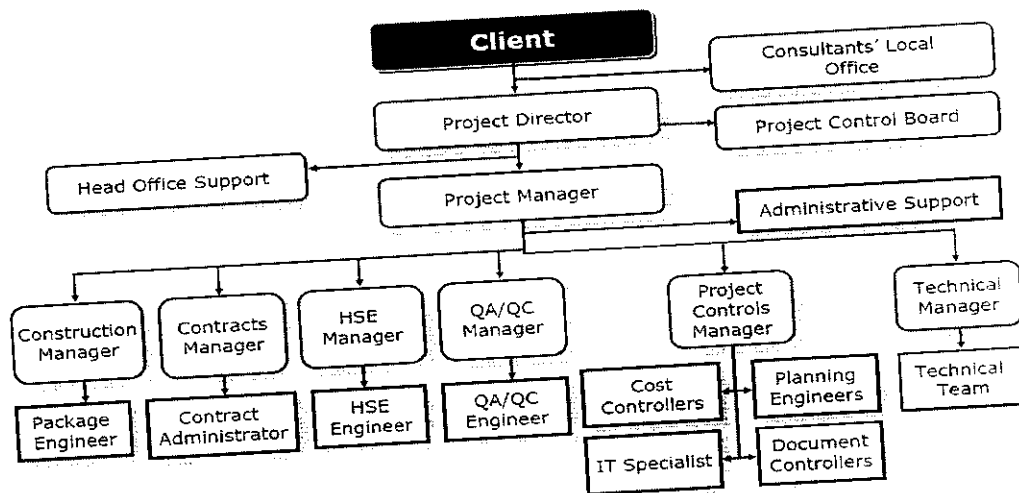 Client
Consultants´ Local
Office
Project Director
Project Control Board
Head Office Support
Project Manager
Administrative Support
Construction
Manager
Contracts
Manager
HSE
Manager
QA/QC
Manager
Project
Controls
Manager
Technical
Manager
Package
Engineer
Contract
Administrator
HSE
Engineer
QA/QC
Engineer
Cost
Controllers
Planning
Engineers
Technical
Team
IT Specialist
Document
Controllers